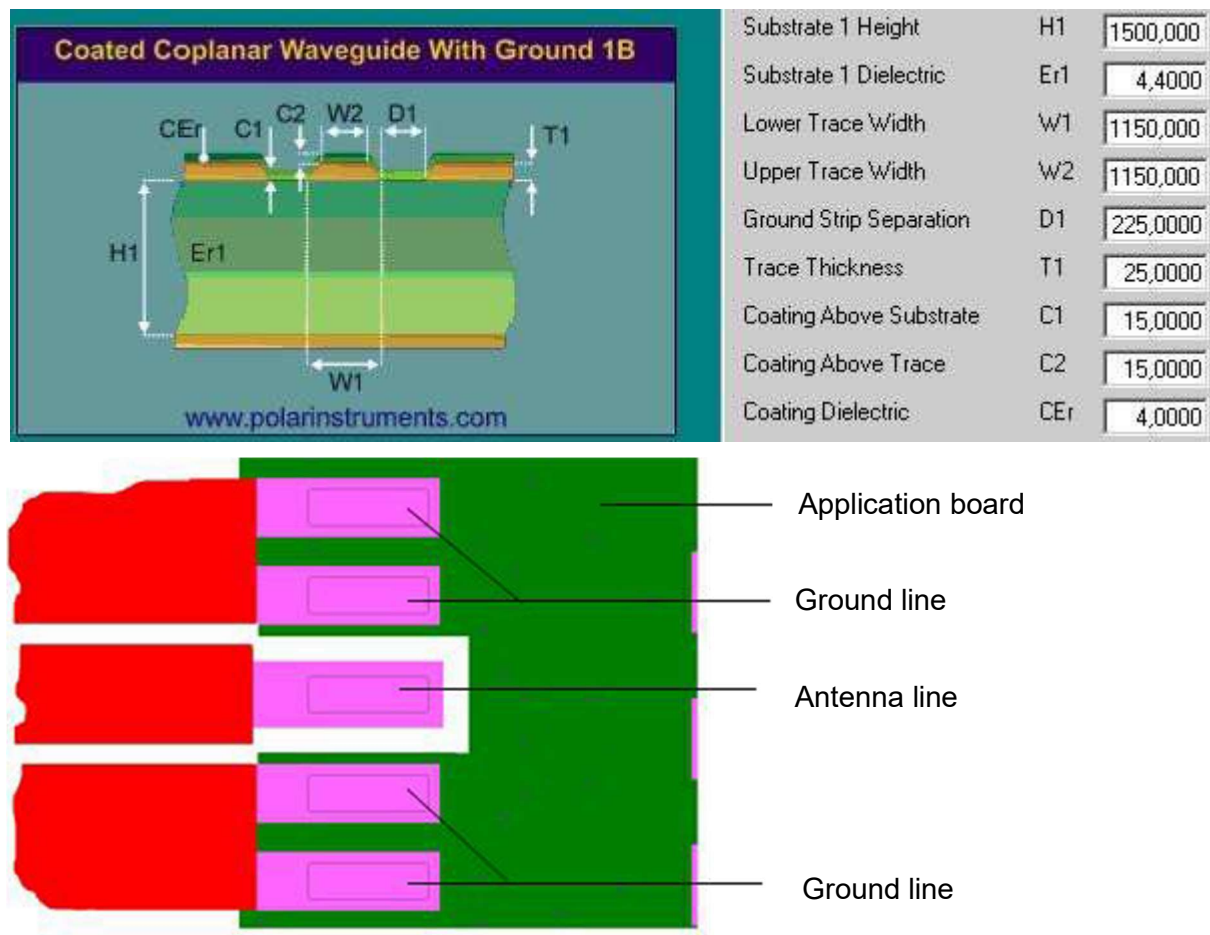 Coated Coplanar Waveguide With Ground 1B
CEr C1 C2 W2 D1 T1
H1 Er1
W1
www.polarinstruments.com
Substrate 1 Height H1 1500,000
Substrate 1 Dielectric Er1 4,4000
Lower Trace Width W1 1150,000
Upper Trace Width W2 1150,000
Ground Strip Separation D1 225,0000
Trace Thickness T1 25,0000
Coating Above Substrate C1 15,0000
Coating Above Trace C2 15,0000
Coating Dielectric CEr 4,0000
Application board
Ground line
Antenna line
Ground line